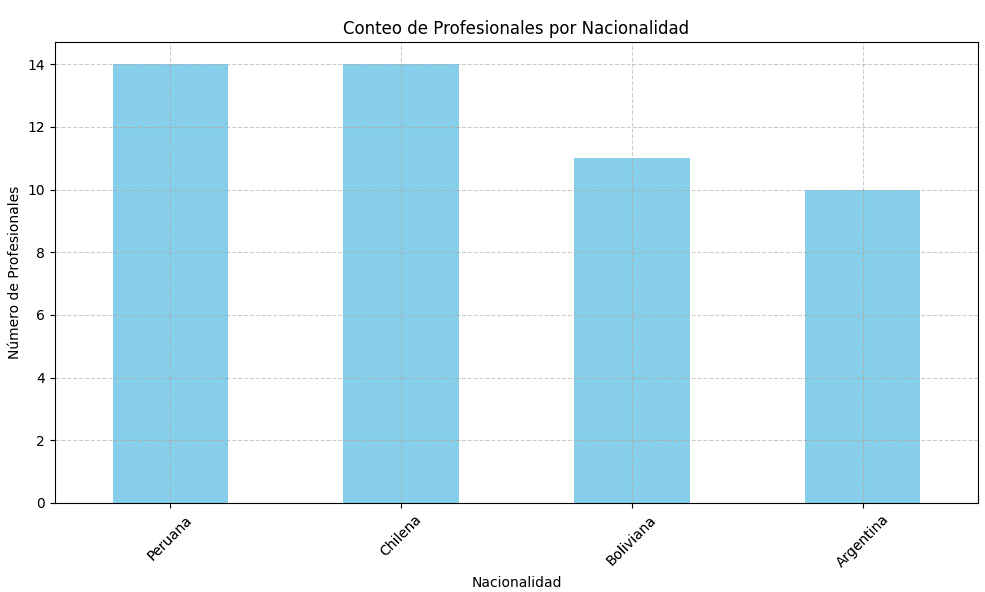 Conteo de Profesionales por Nacionalidad
14
12
10
8
6
4
2
0
Número de Profesionales
Peruana
Chilena
Boliviana
Argentina
Nacionalidad